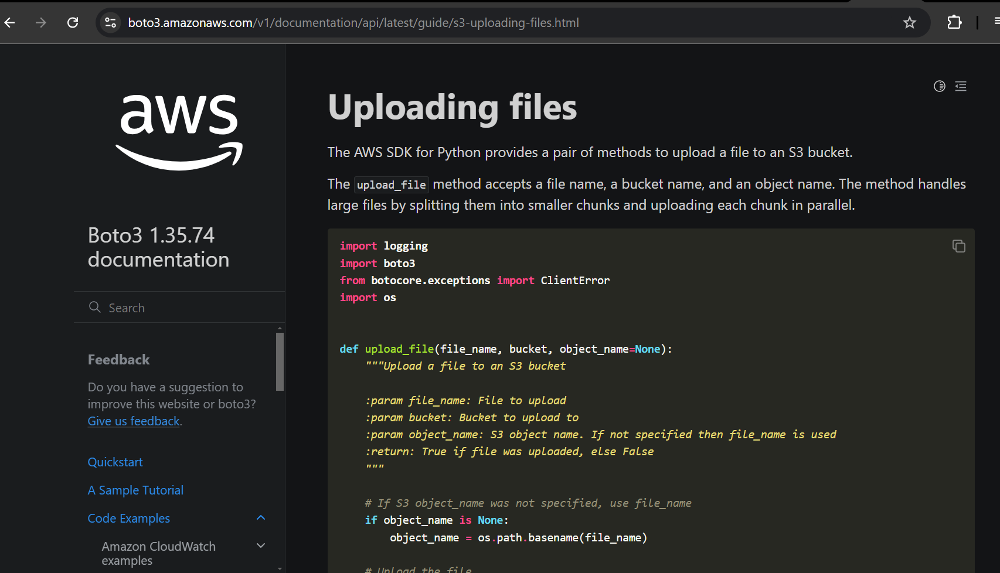 boto3.amazonaws.com/v1/documentation/api/latest/guide/s3-uploading-files.html
aws
Boto3 1.35.74
documentation
Search
Feedback
Do you have a suggestion to
improve this website or boto3?
Give us feedback.
Quickstart
A Sample Tutorial
Code Examples
Amazon CloudWatch
examples
Uploading files
The AWS SDK for Python provides a pair of methods to upload a file to an S3 bucket.
The upload_file method accepts a file name, a bucket name, and an object name. The method handles
large files by splitting them into smaller chunks and uploading each chunk in parallel.
import logging
import boto3
from botocore.exceptions import ClientError
import os
def upload_file(file_name, bucket, object_name=None):
    """Upload a file to an S3 bucket
    :param file_name: File to upload
    :param bucket: Bucket to upload to
    :param object_name: S3 object name. If not specified then file_name is used
    :return: True if file was uploaded, else False
    """
    # If S3 object_name was not specified, use file_name
    if object_name is None:
        object_name = os.path.basename(file_name)
    # Upload the file